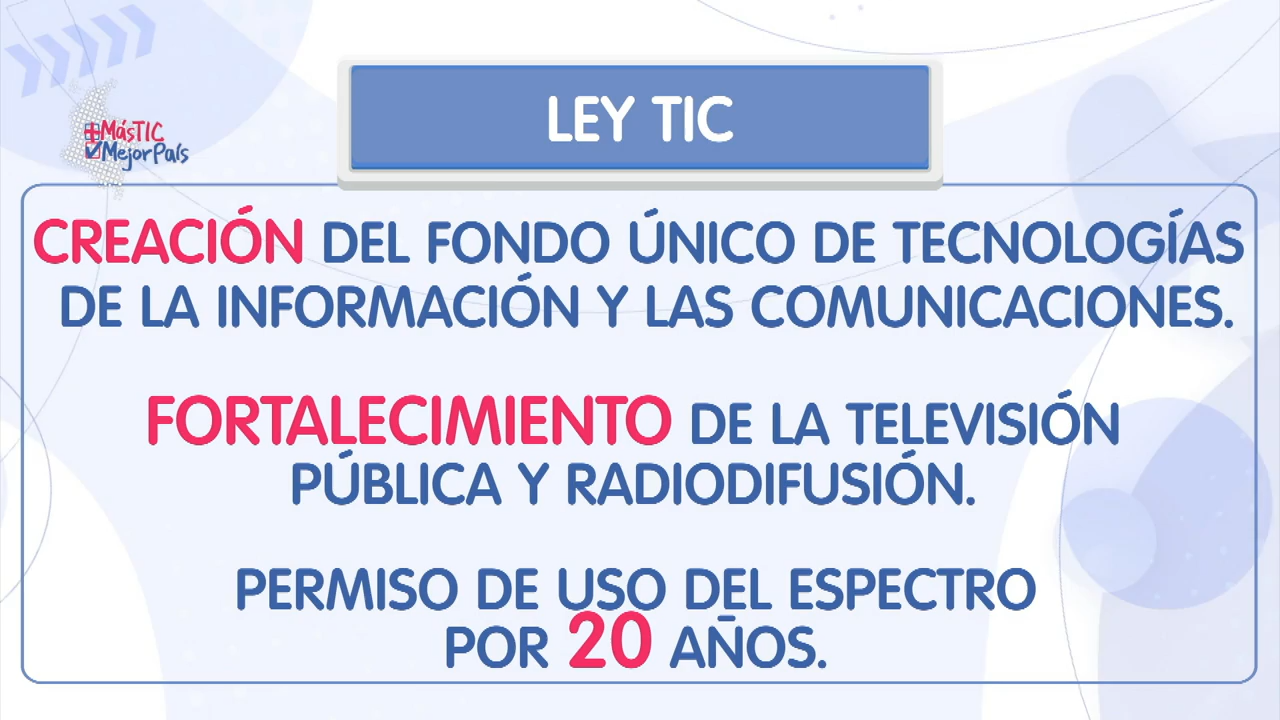 LEY TIC
+MásTIC
MejorPaís
CREACIÓN DEL FONDO ÚNICO DE TECNOLOGÍAS
DE LA INFORMACIÓN Y LAS COMUNICACIONES.
FORTALECIMIENTO DE LA TELEVISIÓN
PÚBLICA Y RADIODIFUSIÓN.
PERMISO DE USO DEL ESPECTRO
POR 20 AÑOS.